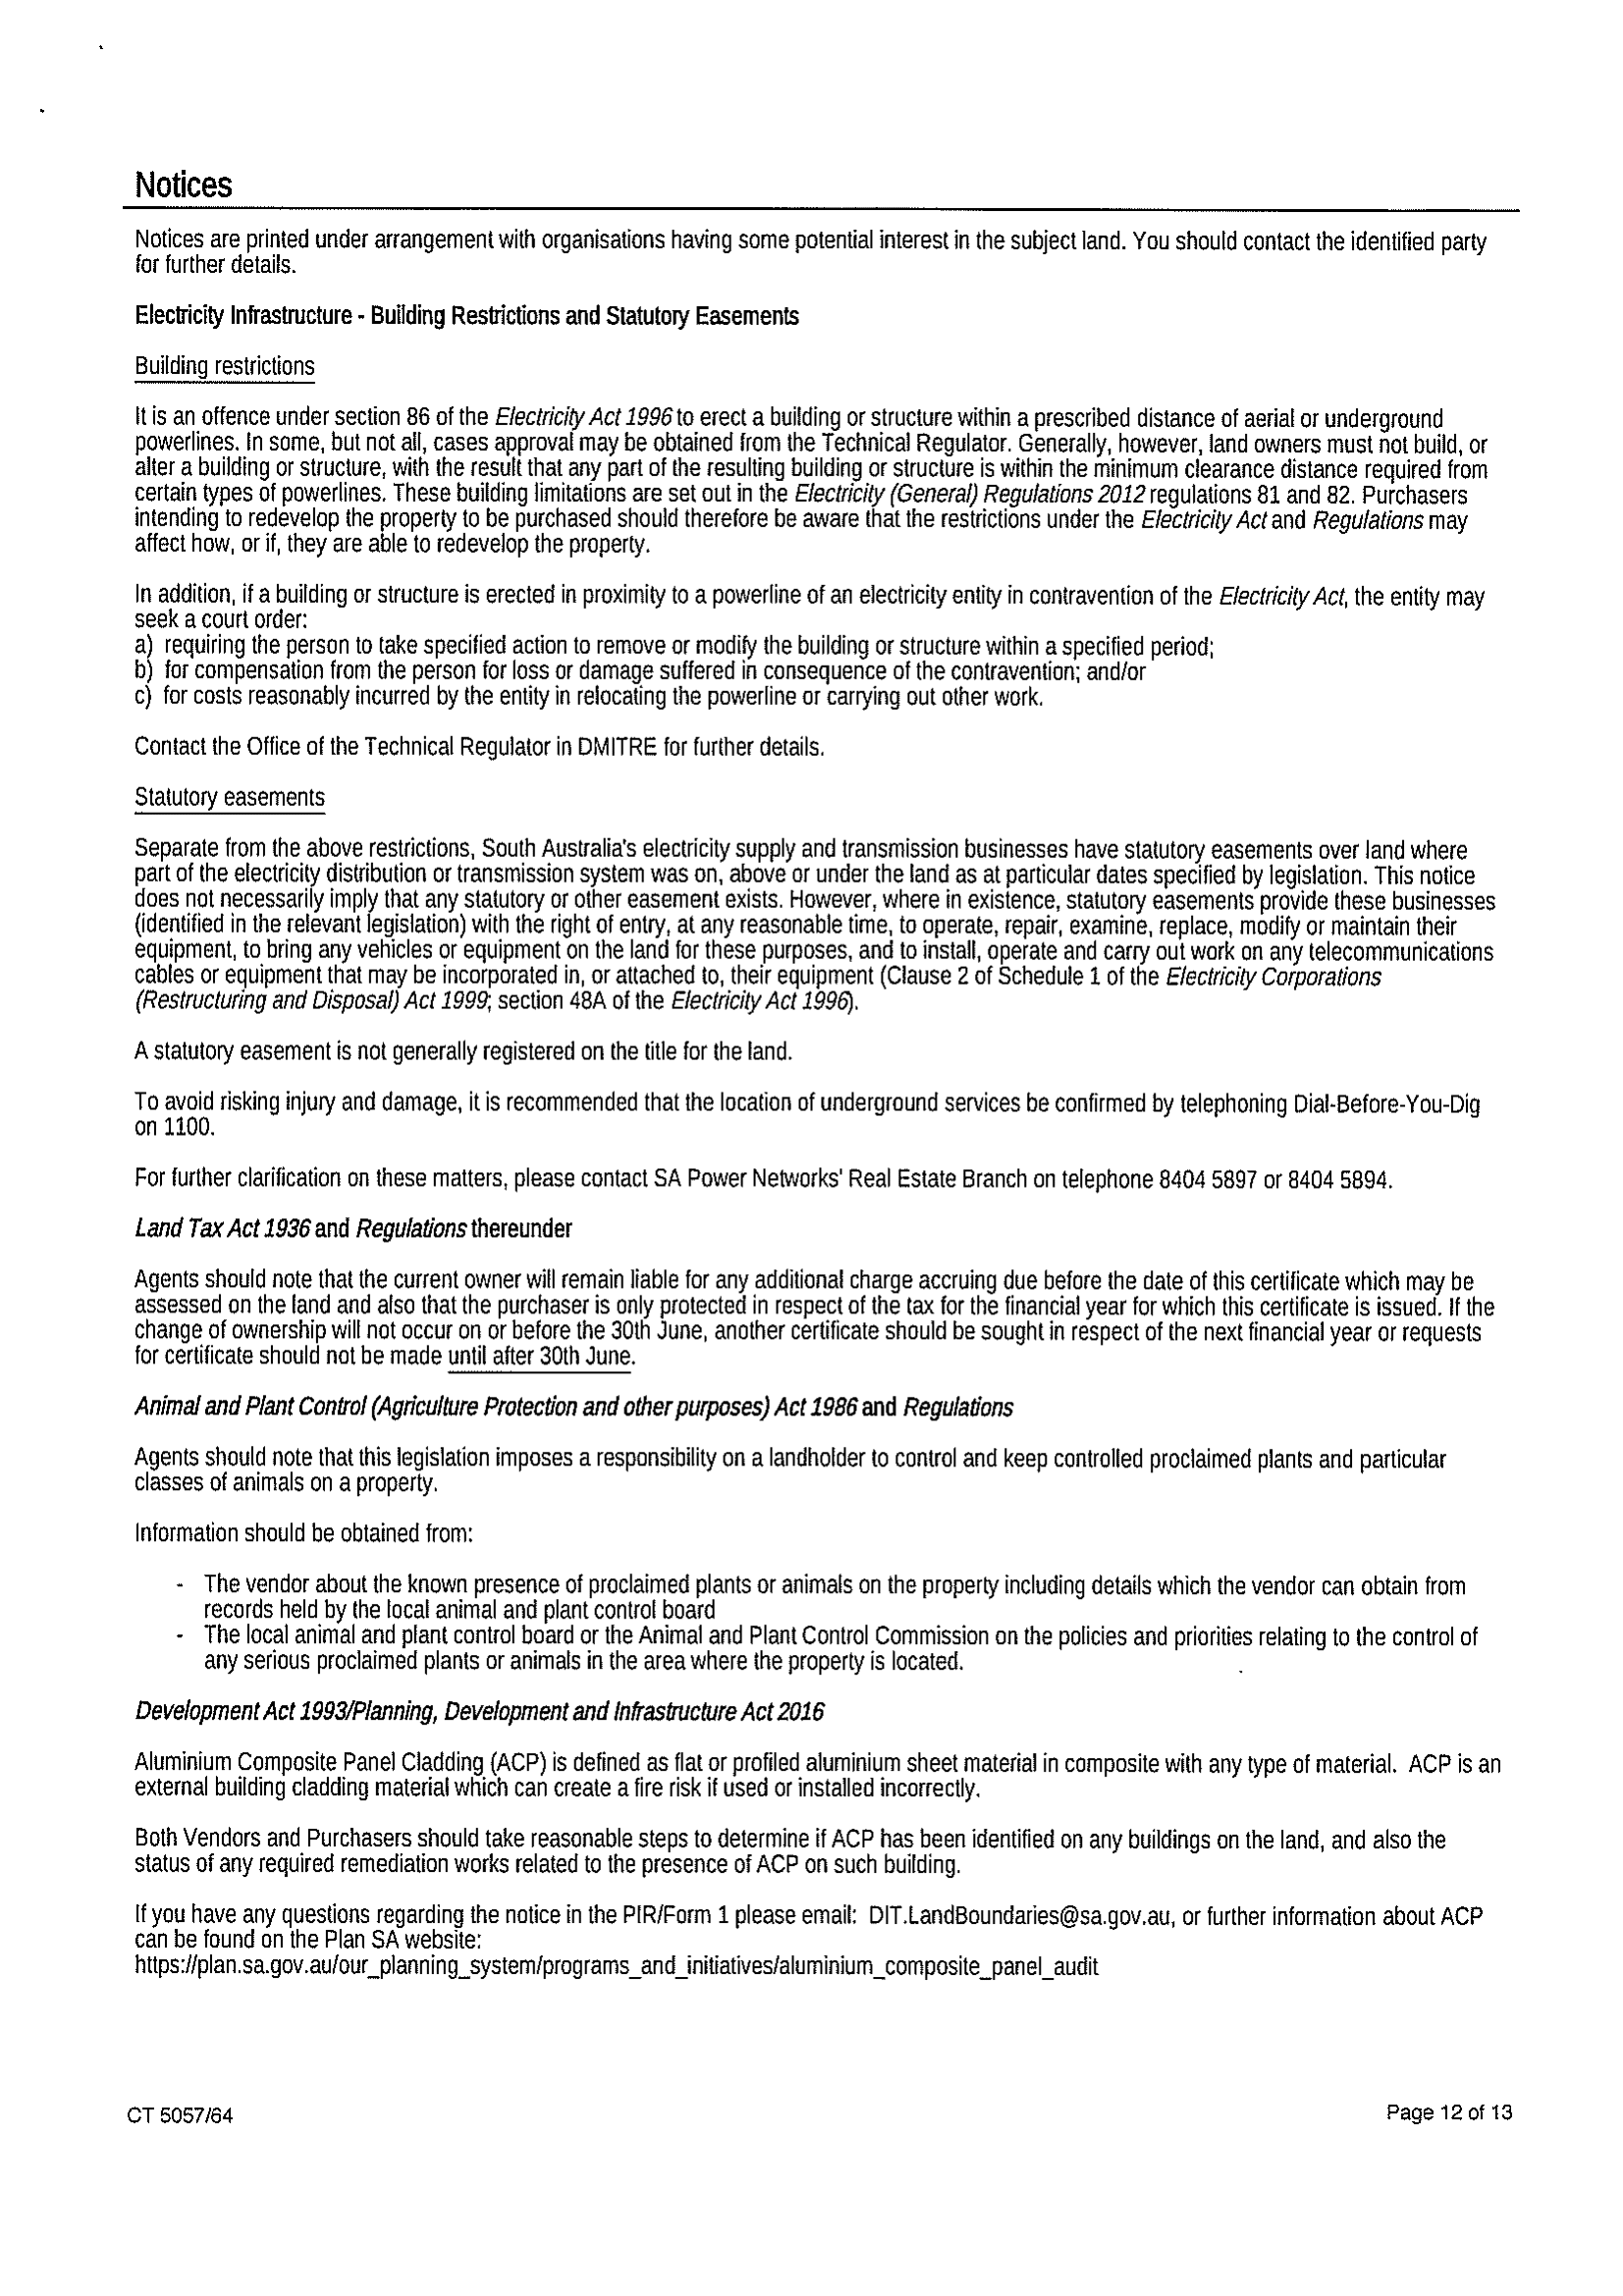 Notices
Notices are printed under arrangement with organisations having some potential interest in the subject land. You should contact the identified party
for further details.
Electricity Infrastructure - Building Restrictions and Statutory Easements
Building restrictions
It is an offence under section 86 of the Electricity Act 1996 to erect a building or structure within a prescribed distance of aerial or underground
powerlines. In some, but not all, cases approval may be obtained from the Technical Regulator. Generally, however, land owners must not build, or
alter a building or structure, with the result that any part of the resulting building or structure is within the minimum clearance distance required from
certain types of powerlines. These building limitations are set out in the Electricity (General) Regulations 2012 regulations 81 and 82. Purchasers
intending to redevelop the property to be purchased should therefore be aware that the restrictions under the Electricity Act and Regulations may
affect how, or if, they are able to redevelop the property.
In addition, if a building or structure is erected in proximity to a powerline of an electricity entity in contravention of the Electricity Act, the entity may
seek a court order:
a) requiring the person to take specified action to remove or modify the building or structure within a specified period;
b) for compensation from the person for loss or damage suffered in consequence of the contravention; and/or
c) for costs reasonably incurred by the entity in relocating the powerline or carrying out other work.
Contact the Office of the Technical Regulator in DMITRE for further details.
Statutory easements
Separate from the above restrictions, South Australia's electricity supply and transmission businesses have statutory easements over land where
part of the electricity distribution or transmission system was on, above or under the land as at particular dates specified by legislation. This notice
does not necessarily imply that any statutory or other easement exists. However, where in existence, statutory easements provide these businesses
(identified in the relevant legislation) with the right of entry, at any reasonable time, to operate, repair, examine, replace, modify or maintain their
equipment, to bring any vehicles or equipment on the land for these purposes, and to install, operate and carry out work on any telecommunications
cables or equipment that may be incorporated in, or attached to, their equipment (Clause 2 of Schedule 1 of the Electricity Corporations
(Restructuring and Disposal) Act 1999; section 48A of the Electricity Act 1996).
A statutory easement is not generally registered on the title for the land.
To avoid risking injury and damage, it is recommended that the location of underground services be confirmed by telephoning Dial-Before-You-Dig
on 1100.
For further clarification on these matters, please contact SA Power Networks' Real Estate Branch on telephone 8404 5897 or 8404 5894.
Land Tax Act 1936 and Regulations thereunder
Agents should note that the current owner will remain liable for any additional charge accruing due before the date of this certificate which may be
assessed on the land and also that the purchaser is only protected in respect of the tax for the financial year for which this certificate is issued. If the
change of ownership will not occur on or before the 30th June, another certificate should be sought in respect of the next financial year or requests
for certificate should not be made until after 30th June.
Animal and Plant Control (Agriculture Protection and other purposes) Act 1986 and Regulations
Agents should note that this legislation imposes a responsibility on a landholder to control and keep controlled proclaimed plants and particular
classes of animals on a property.
Information should be obtained from:
- The vendor about the known presence of proclaimed plants or animals on the property including details which the vendor can obtain from
records held by the local animal and plant control board
- The local animal and plant control board or the Animal and Plant Control Commission on the policies and priorities relating to the control of
any serious proclaimed plants or animals in the area where the property is located.
Development Act 1993/Planning, Development and Infrastructure Act 2016
Aluminium Composite Panel Cladding (ACP) is defined as flat or profiled aluminium sheet material in composite with any type of material. ACP is an
external building cladding material which can create a fire risk if used or installed incorrectly.
Both Vendors and Purchasers should take reasonable steps to determine if ACP has been identified on any buildings on the land, and also the
status of any required remediation works related to the presence of ACP on such building.
If you have any questions regarding the notice in the PIR/Form 1 please email: DIT.LandBoundaries@sa.gov.au, or further information about ACP
can be found on the Plan SA website:
https://plan.sa.gov.au/our_planning_system/programs_and_initiatives/aluminium_composite_panel_audit
CT 5057/64
Page 12 of 13